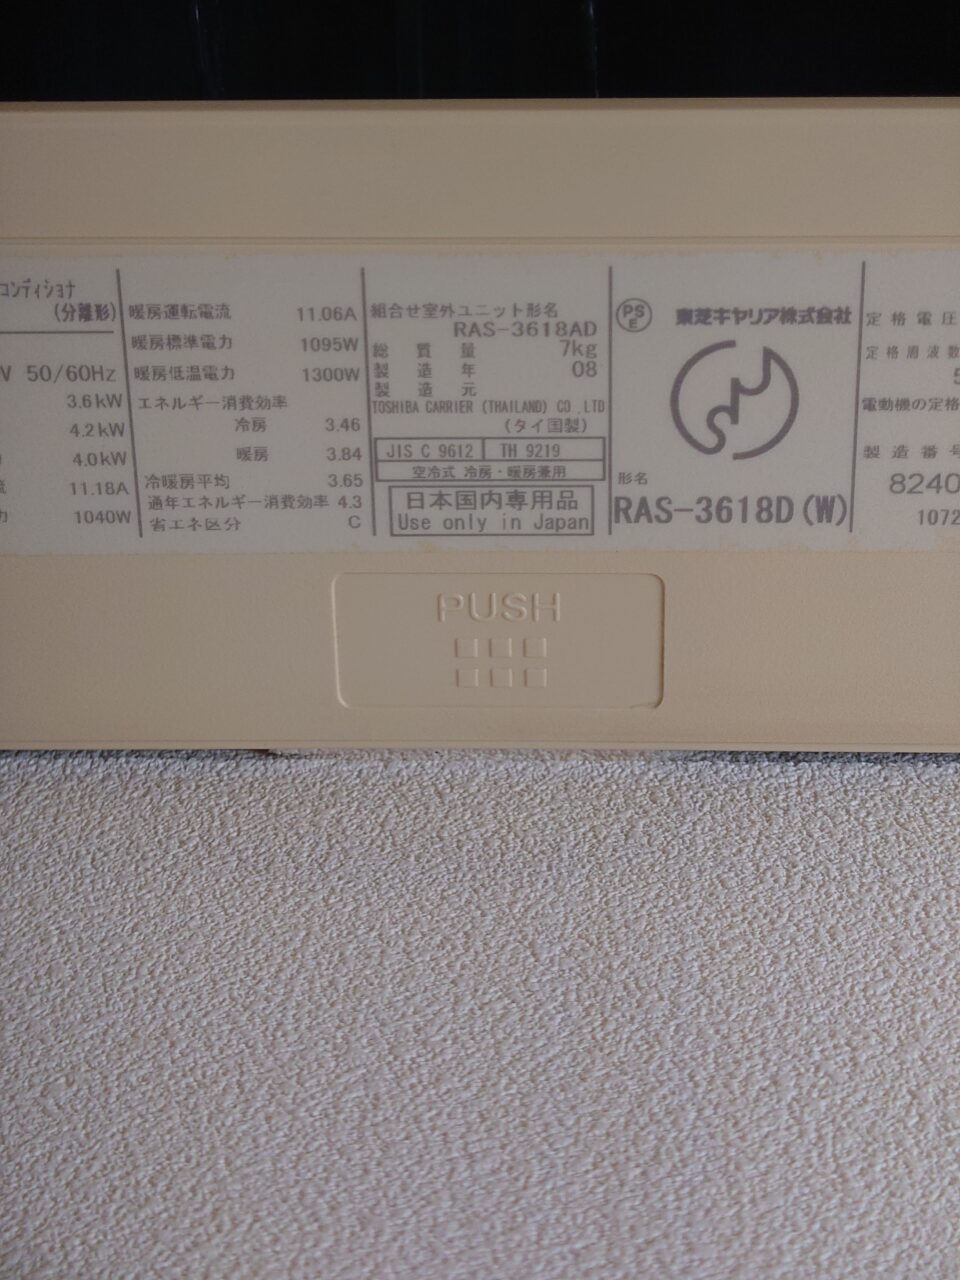 コンディショナ
(分離形)
V 50/60Hz
3.6kW
4.2kW
4.0kW
流 11.18A
力 1040W
暖房運転電流 11.06A
暖房標準電力 1095W
暖房低温電力 1300W
エネルギー消費効率
冷房 3.46
暖房 3.84
冷暖房平均 3.65
通年エネルギー消費効率 4.3
省エネ区分 C
組合せ室外ユニット形名
RAS-3618AD
総質量 7kg
製造年 08
製造元
TOSHIBA CARRIER (THAILAND) CO.,LTD
(タイ国製)
JIS C 9612 TH 9219
空冷式 冷房・暖房兼用
日本国内専用品
Use only in Japan
PSE
東芝キヤリア株式会社
形名
RAS-3618D(W)
定格電圧
定格周波数
5
電動機の定格
製造番号
8240
1072
PUSH